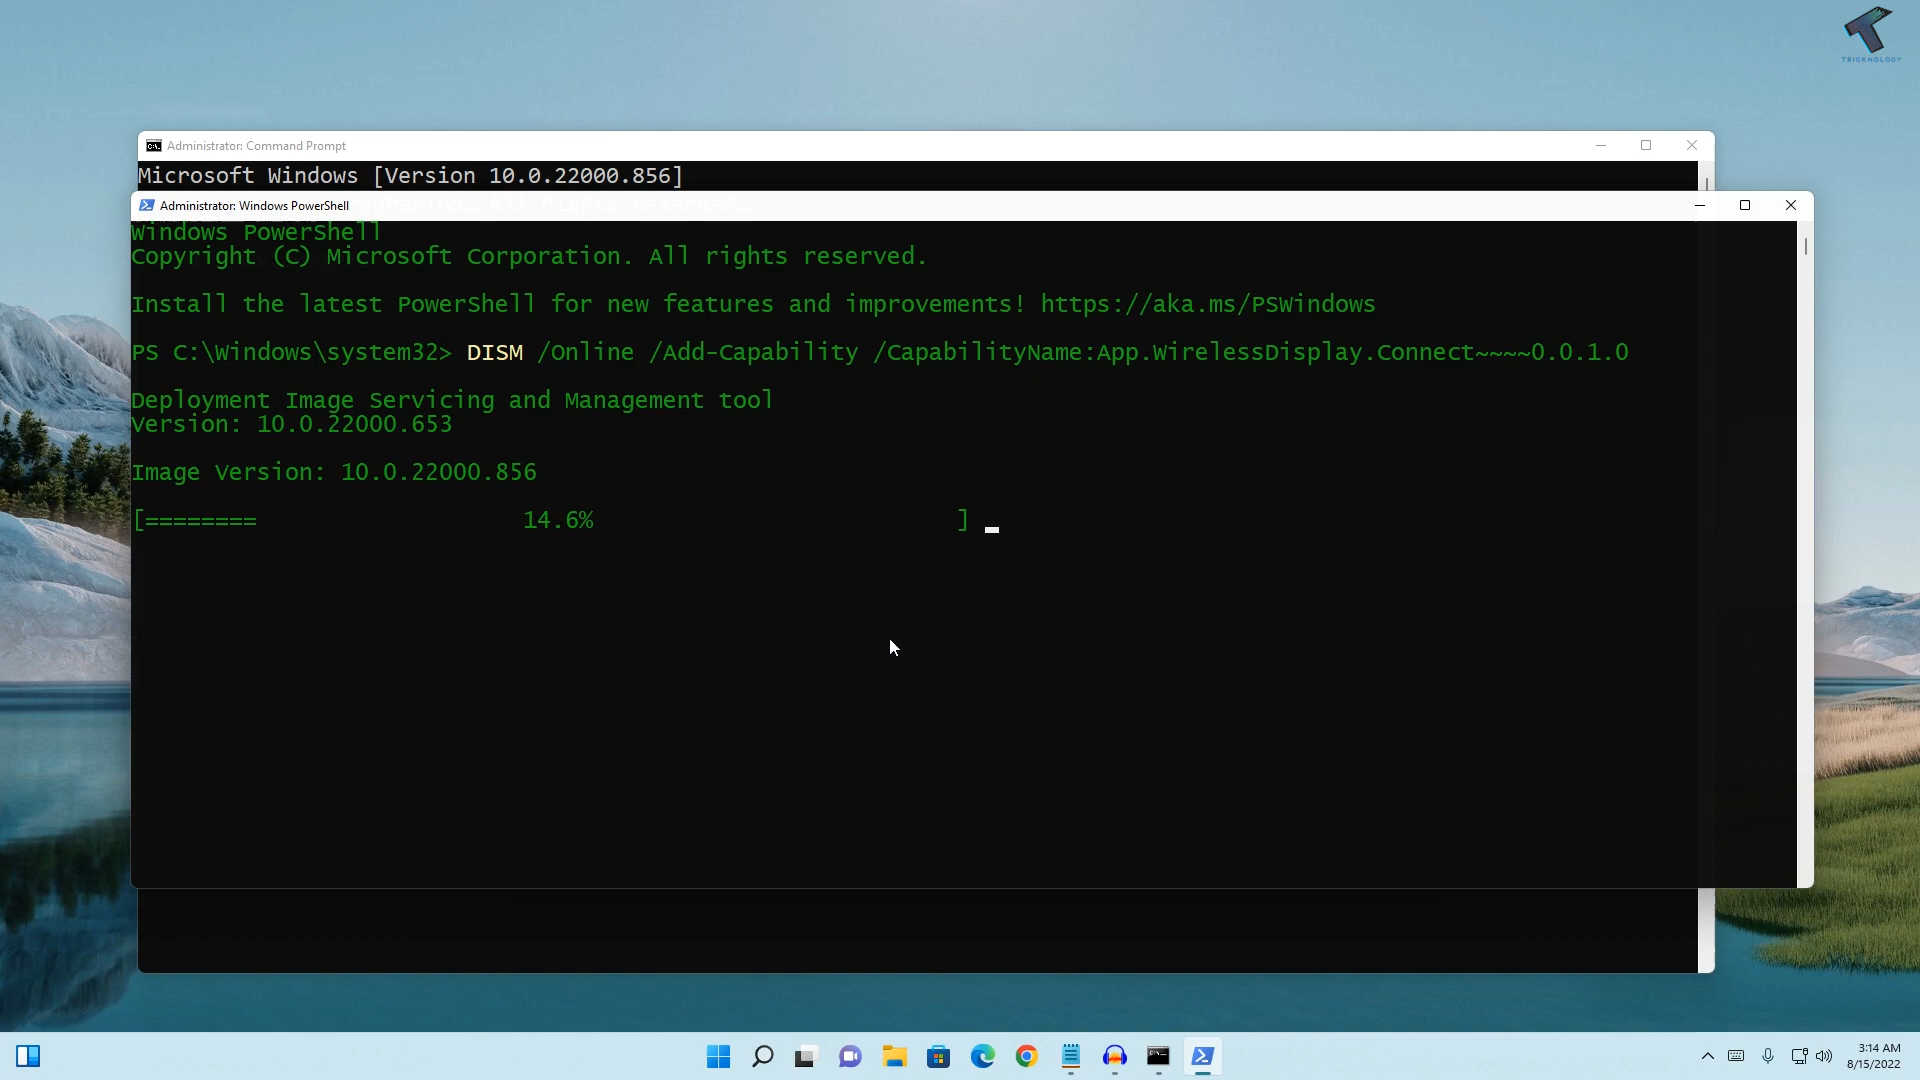 TRICKNOLOGY
Administrator: Command Prompt
Microsoft Windows [Version 10.0.22000.856]
Administrator: Windows PowerShell
Windows PowerShell
Copyright (C) Microsoft Corporation. All rights reserved.
Install the latest PowerShell for new features and improvements! https://aka.ms/PSWindows
PS C:\Windows\system32> DISM /Online /Add-Capability /CapabilityName:App.WirelessDisplay.Connect~~~~0.0.1.0
Deployment Image Servicing and Management tool
Version: 10.0.22000.653
Image Version: 10.0.22000.856
[======== 14.6% ]
3:14 AM
8/15/2022